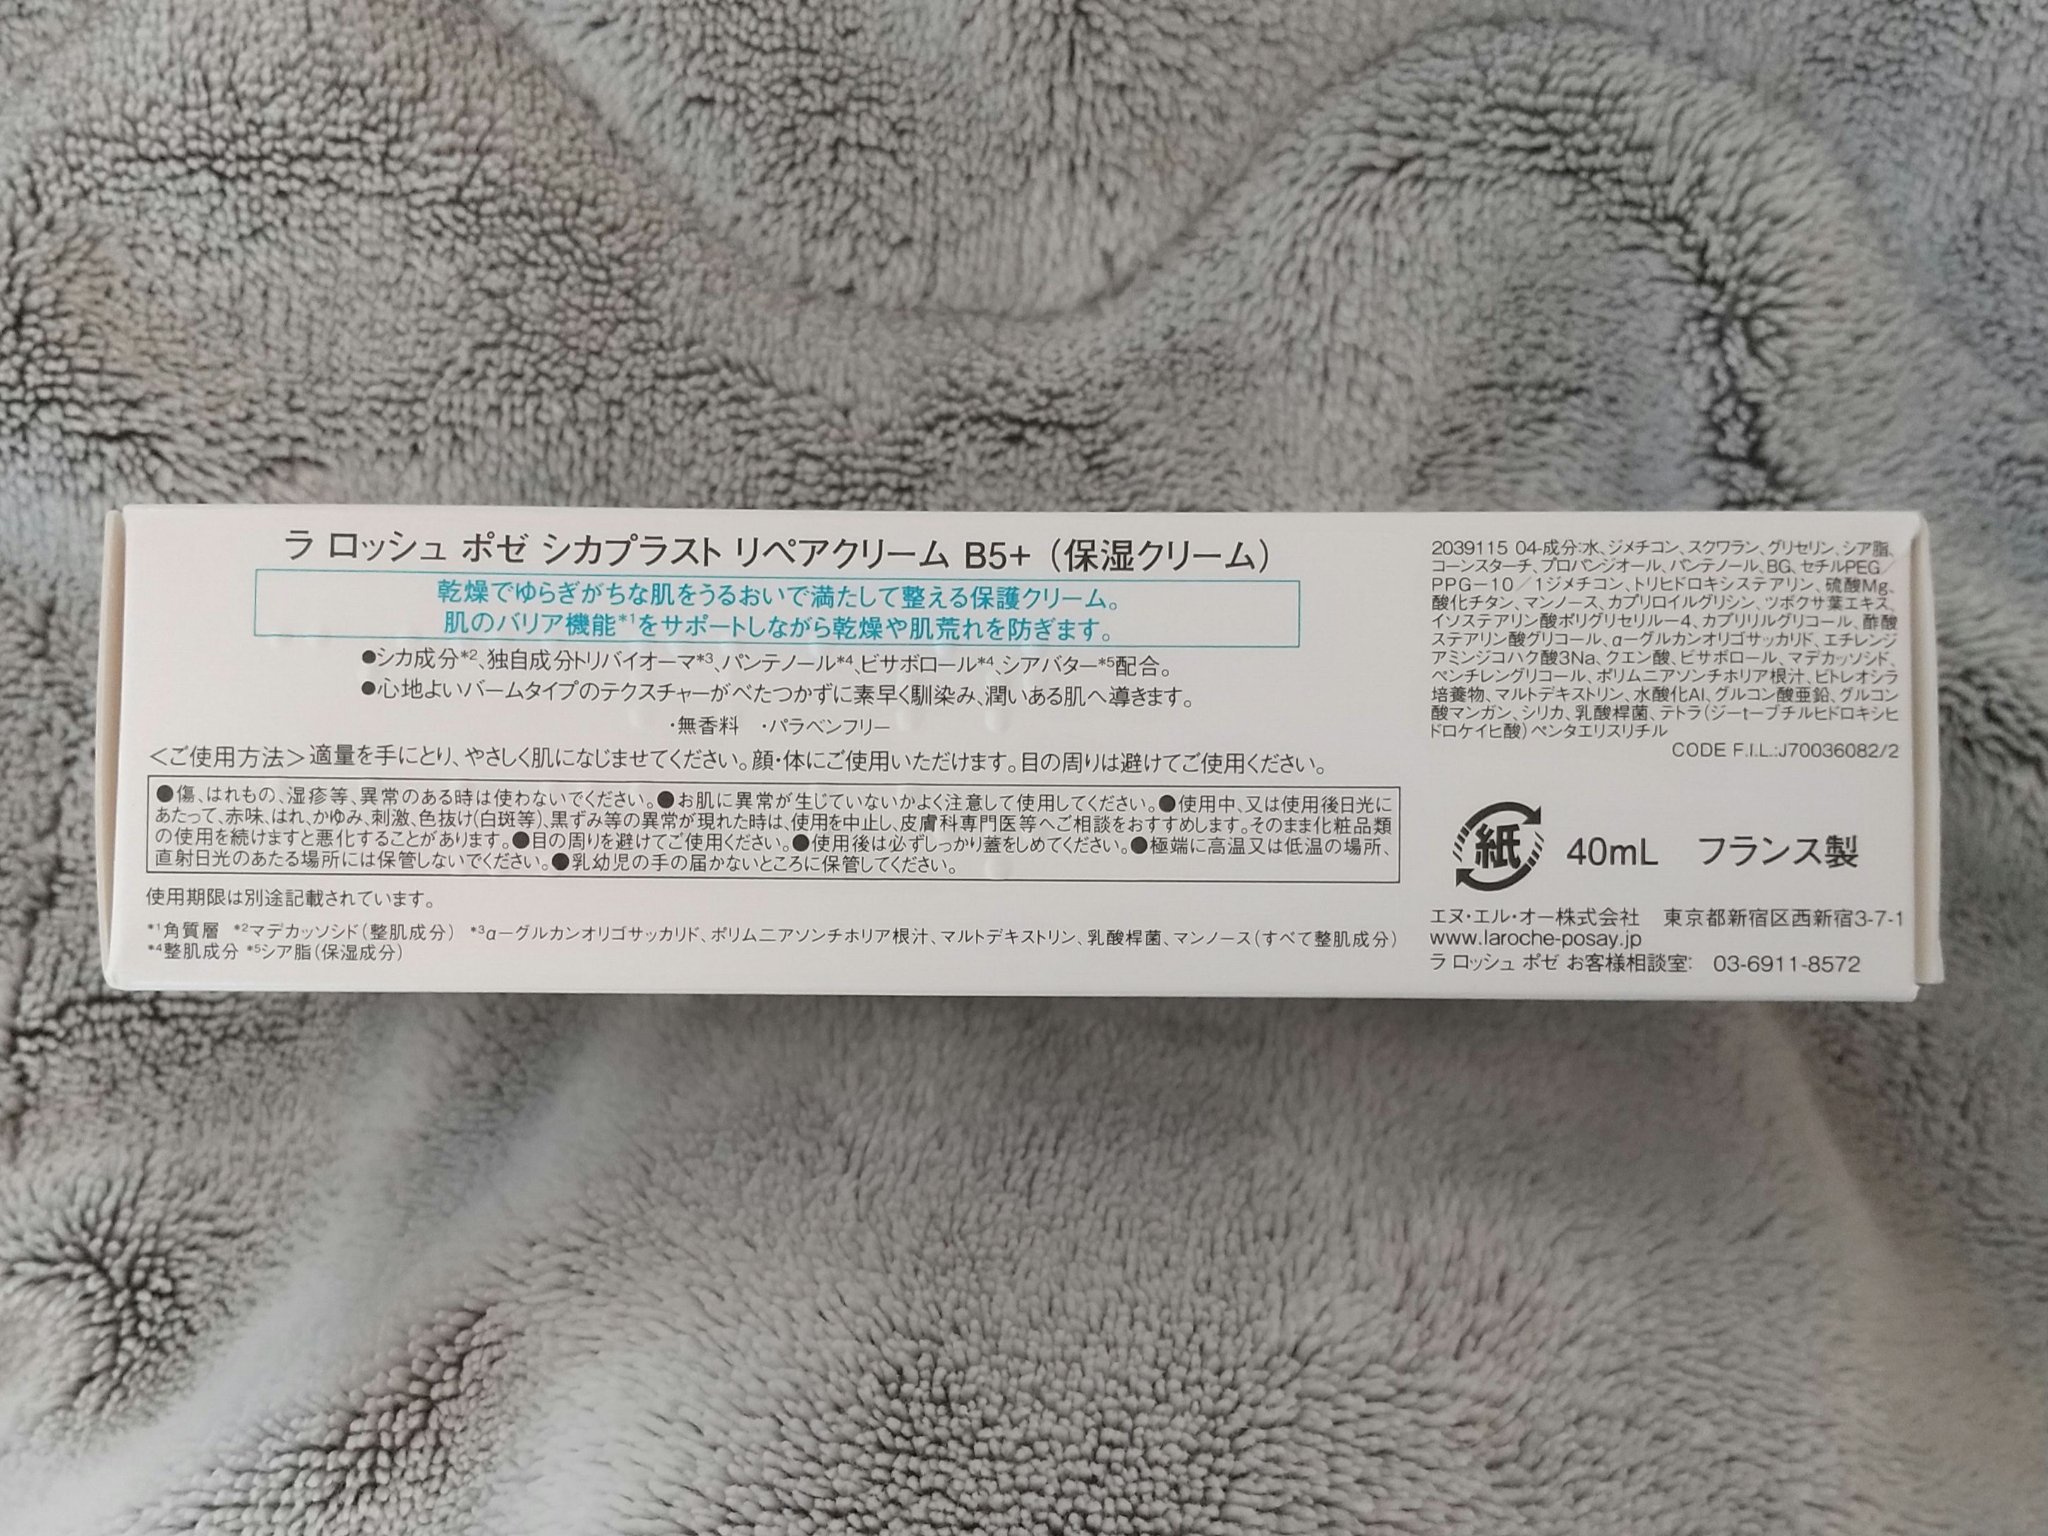 ラ ロッシュ ポゼ シカプラスト リペアクリーム B5+（保湿クリーム）
乾燥でゆらぎがちな肌をうるおいで満たして整える保護クリーム。
肌のバリア機能*1をサポートしながら乾燥や肌荒れを防ぎます。
●シカ成分*2、独自成分トリバイオーマ*3、パンテノール*4、ビサボロール*4、シアバター*5配合。
●心地よいバームタイプのテクスチャーがべたつかずに素早く馴染み、潤いある肌へ導きます。
・無香料　・パラベンフリー
＜ご使用方法＞適量を手にとり、やさしく肌になじませてください。顔・体にご使用いただけます。目の周りは避けてご使用ください。
●傷、はれもの、湿疹等、異常のある時は使わないでください。●お肌に異常が生じていないかよく注意して使用してください。●使用中、又は使用後日光に
あたって、赤味、はれ、かゆみ、刺激、色抜け(白斑等)、黒ずみ等の異常が現れた時は、使用を中止し、皮膚科専門医等へご相談をおすすめします。そのまま化粧品類
の使用を続けますと悪化することがあります。●目の周りを避けてご使用ください。●使用後は必ずしっかり蓋をしめてください。●極端に高温又は低温の場所、
直射日光のあたる場所には保管しないでください。●乳幼児の手の届かないところに保管してください。
使用期限は別途記載されています。
*1角質層　*2マデカッソシド(整肌成分)　*3α－グルカンオリゴサッカリド、ポリムニアソンチホリア根汁、マルトデキストリン、乳酸桿菌、マンノース(すべて整肌成分)
*4整肌成分 *5シア脂(保湿成分)
2039115 04-成分:水、ジメチコン、スクワラン、グリセリン、シア脂、
コーンスターチ、プロパンジオール、パンテノール、BG、セチルPEG／
PPG－10／1ジメチコン、トリヒドロキシステアリン、硫酸Mg、
酸化チタン、マンノース、カプリロイルグリシン、ツボクサ葉エキス、
イソステアリン酸ポリグリセリル－4、カプリリルグリコール、酢酸
ステアリン酸グリコール、α－グルカンオリゴサッカリド、エチレンジ
アミンジコハク酸3Na、クエン酸、ビサボロール、マデカッソシド、
ペンチレングリコール、ポリムニアソンチホリア根汁、ビトレオシラ
培養物、マルトデキストリン、水酸化Al、グルコン酸亜鉛、グルコン
酸マンガン、シリカ、乳酸桿菌、テトラ(ジーt－ブチルヒドロキシヒ
ドロケイヒ酸)ペンタエリスリチル
CODE F.I.L.:J70036082/2
紙 40mL　フランス製
エヌ・エル・オー株式会社　東京都新宿区西新宿3-7-1
www.laroche-posay.jp
ラ ロッシュ ポゼ お客様相談室:　03-6911-8572